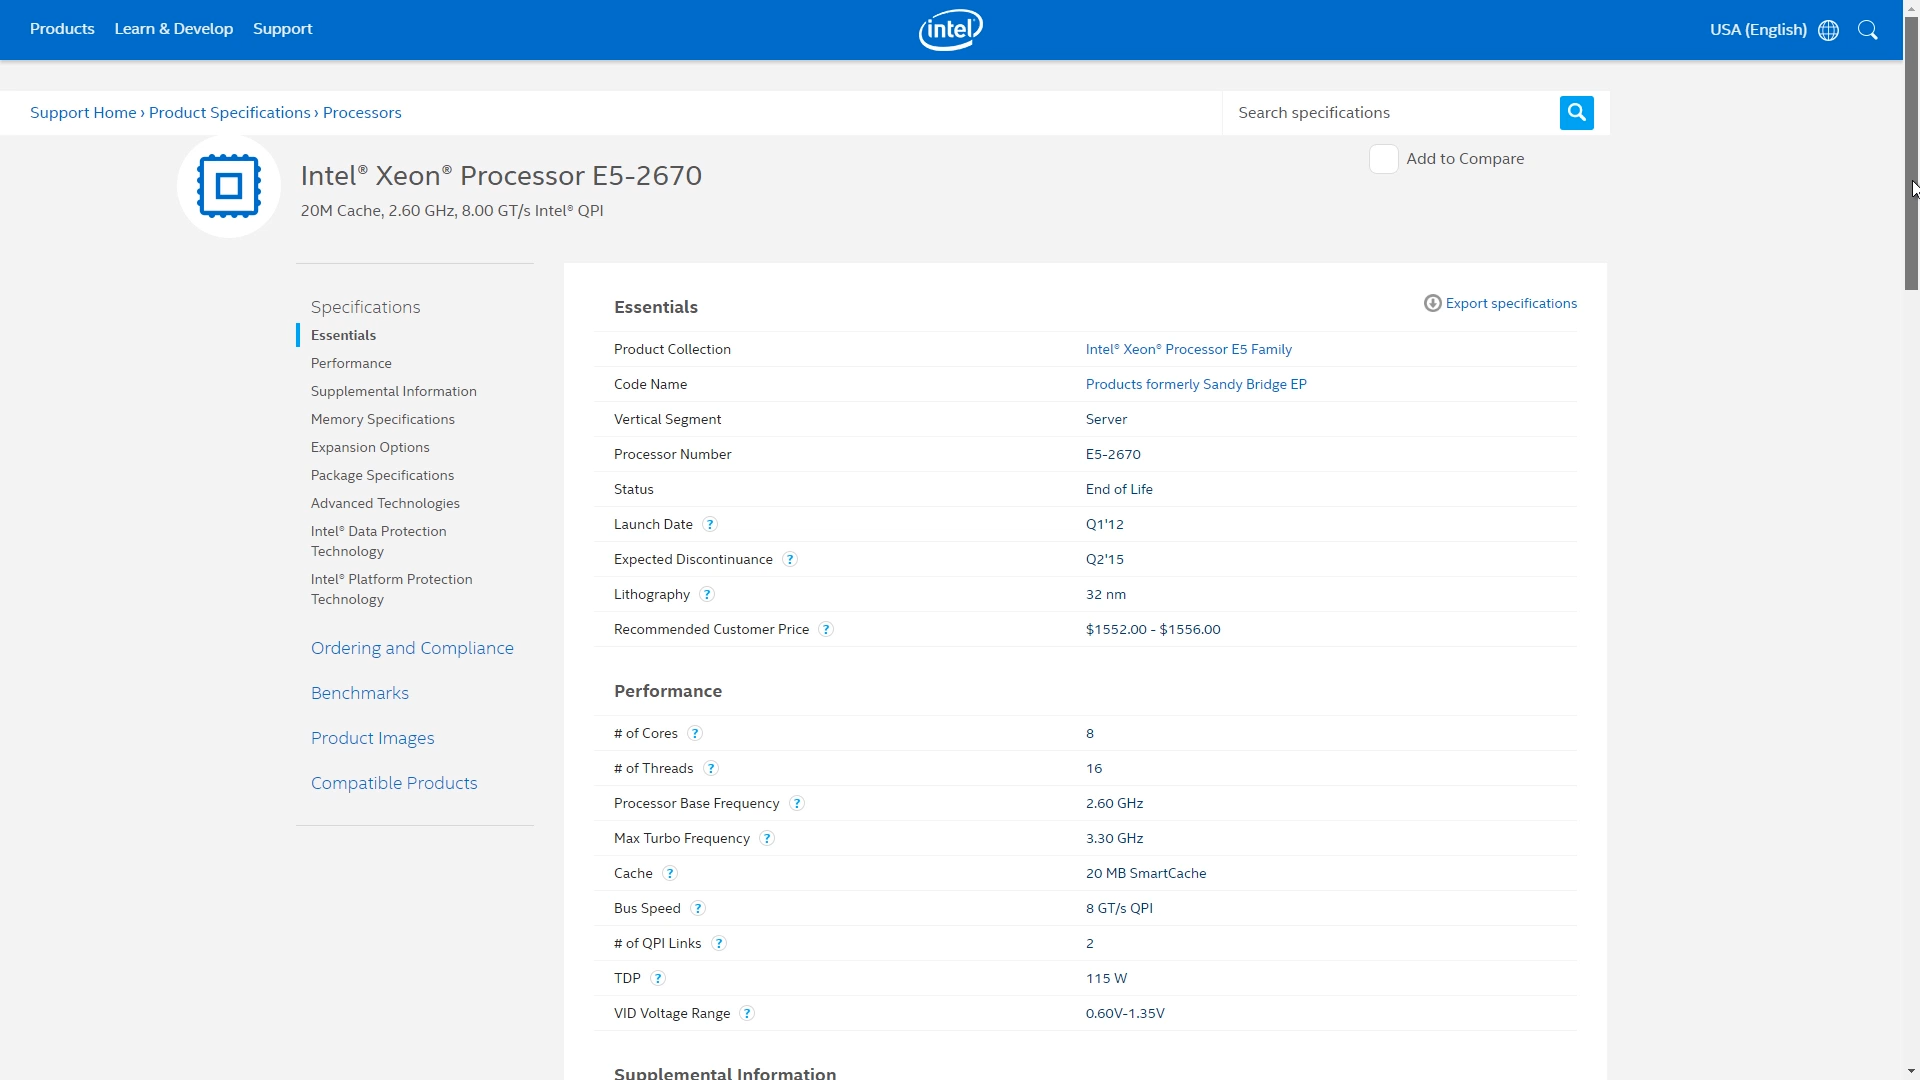 Products Learn & Develop Support
intel
USA (English)
Support Home › Product Specifications › Processors
Search specifications
Add to Compare
Intel® Xeon® Processor E5-2670
20M Cache, 2.60 GHz, 8.00 GT/s Intel® QPI
Specifications
Essentials
Performance
Supplemental Information
Memory Specifications
Expansion Options
Package Specifications
Advanced Technologies
Intel® Data Protection
Technology
Intel® Platform Protection
Technology
Ordering and Compliance
Benchmarks
Product Images
Compatible Products
Essentials
Export specifications
Product Collection Intel® Xeon® Processor E5 Family
Code Name Products formerly Sandy Bridge EP
Vertical Segment Server
Processor Number E5-2670
Status End of Life
Launch Date ? Q1'12
Expected Discontinuance ? Q2'15
Lithography ? 32 nm
Recommended Customer Price ? $1552.00 - $1556.00
Performance
# of Cores ? 8
# of Threads ? 16
Processor Base Frequency ? 2.60 GHz
Max Turbo Frequency ? 3.30 GHz
Cache ? 20 MB SmartCache
Bus Speed ? 8 GT/s QPI
# of QPI Links ? 2
TDP ? 115 W
VID Voltage Range ? 0.60V-1.35V
Supplemental Information